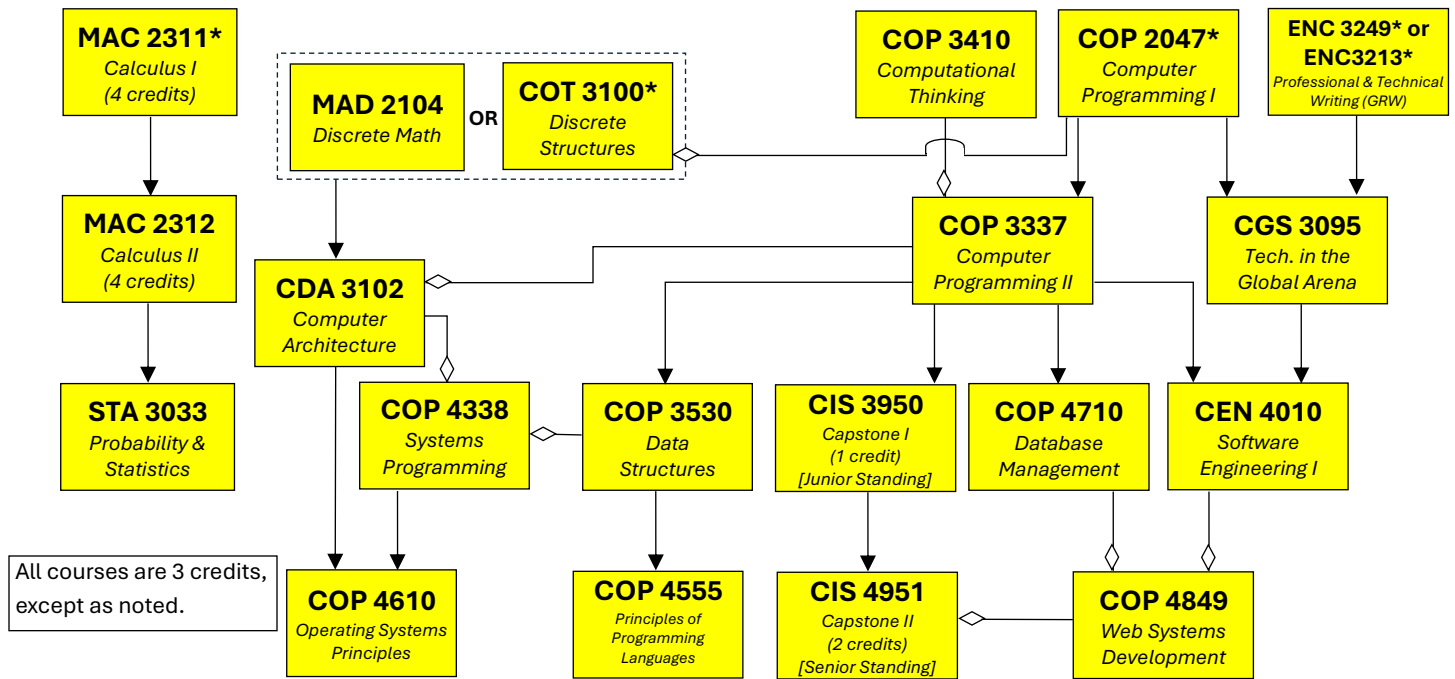 MAC 2311*
Calculus I
(4 credits)
MAD 2104
Discrete Math
OR
COT 3100*
Discrete
Structures
COP 3410
Computational
Thinking
COP 2047*
Computer
Programming I
ENC 3249* or
ENC3213*
Professional & Technical
Writing (GRW)
MAC 2312
Calculus II
(4 credits)
CDA 3102
Computer
Architecture
COP 3337
Computer
Programming II
CGS 3095
Tech. in the
Global Arena
STA 3033
Probability &
Statistics
COP 4338
Systems
Programming
COP 3530
Data
Structures
CIS 3950
Capstone I
(1 credit)
[Junior Standing]
COP 4710
Database
Management
CEN 4010
Software
Engineering I
All courses are 3 credits,
except as noted.
COP 4610
Operating Systems
Principles
COP 4555
Principles of
Programming
Languages
CIS 4951
Capstone II
(2 credits)
[Senior Standing]
COP 4849
Web Systems
Development